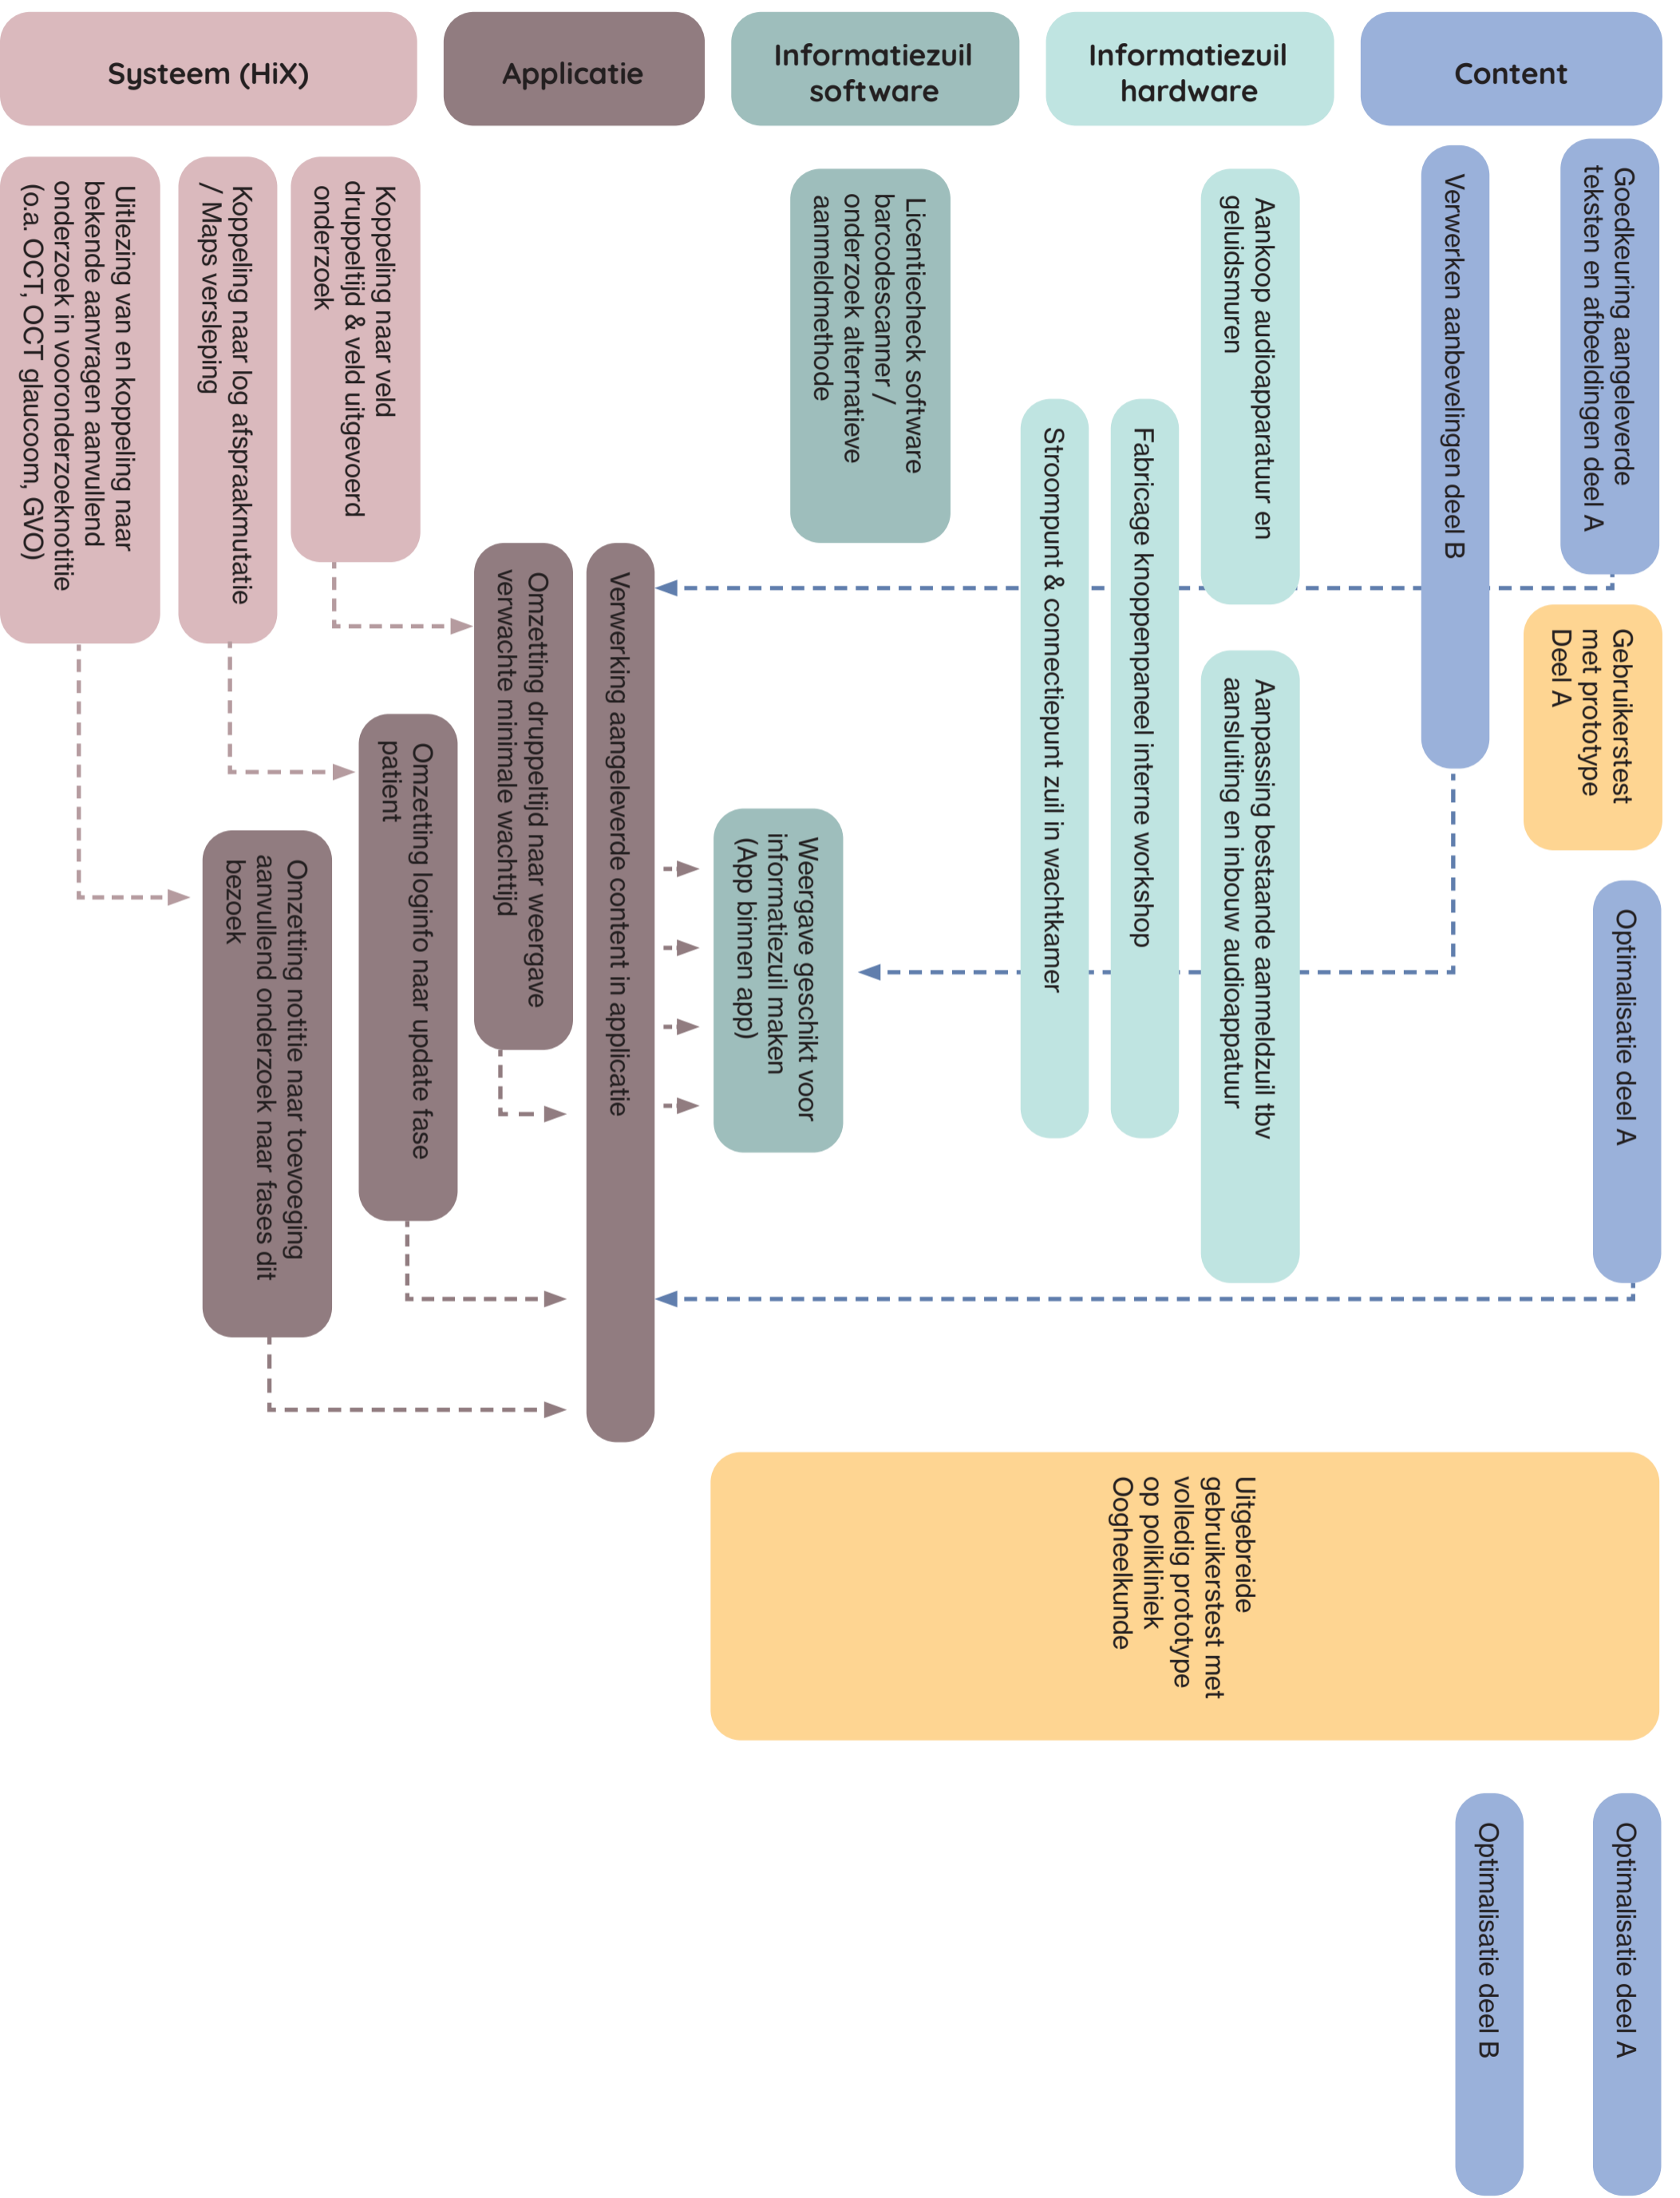 Systeem (HiX)
Applicatie
Informatiezuil
software
Informatiezuil
hardware
Content
Goedkeuring aangeleverde
teksten en afbeeldingen deel A
Verwerken aanbevelingen deel B
Gebruikerstest
met prototype
Deel A
Optimalisatie deel A
Aankoop audioapparatuur en
geluidsmuren
Fabricage knoppenpaneel interne workshop
Stroompunt & connectiepunt zuil in wachtkamer
Aanpassing bestaande aanmeldzuil tbv
aansluiting en inbouw audioappatuur
Licentiecheck software
barcodescanner /
onderzoek alternatieve
aanmeldmethode
Weergave geschikt voor
informatiezuil maken
(App binnen app)
Verwerking aangeleverde content in applicatie
Omzetting druppeltijd naar weergave
verwachte minimale wachttijd
Omzetting loginfo naar update fase
patient
Omzetting notitie naar toevoeging
aanvullend onderzoek naar fases dit
bezoek
Koppeling naar veld
druppeltijd & veld uitgevoerd
onderzoek
Koppeling naar log afspraakmutatie
/ Maps versleping
Uitlezing van en koppeling naar
bekende aanvragen aanvullend
onderzoek in vooronderzoeknotitie
(o.a. OCT, OCT glaucoom, GVO)
Uitgebreide
gebruikerstest met
volledig prototype
op polikliniek
Oogheelkunde
Optimalisatie deel A
Optimalisatie deel B